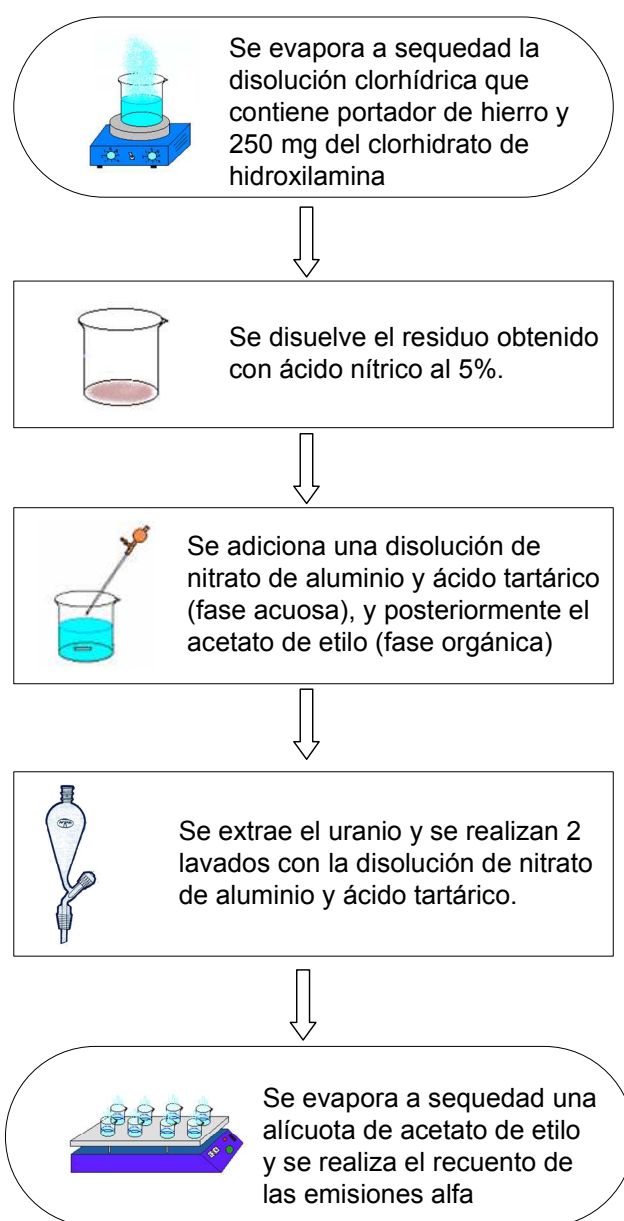 Se evapora a sequedad la
disolución clorhídrica que
contiene portador de hierro y
250 mg del clorhidrato de
hidroxilamina
Se disuelve el residuo obtenido
con ácido nítrico al 5%.
Se adiciona una disolución de
nitrato de aluminio y ácido tartárico
(fase acuosa), y posteriormente el
acetato de etilo (fase orgánica)
Se extrae el uranio y se realizan 2
lavados con la disolución de nitrato
de aluminio y ácido tartárico.
Se evapora a sequedad una
alícuota de acetato de etilo
y se realiza el recuento de
las emisiones alfa